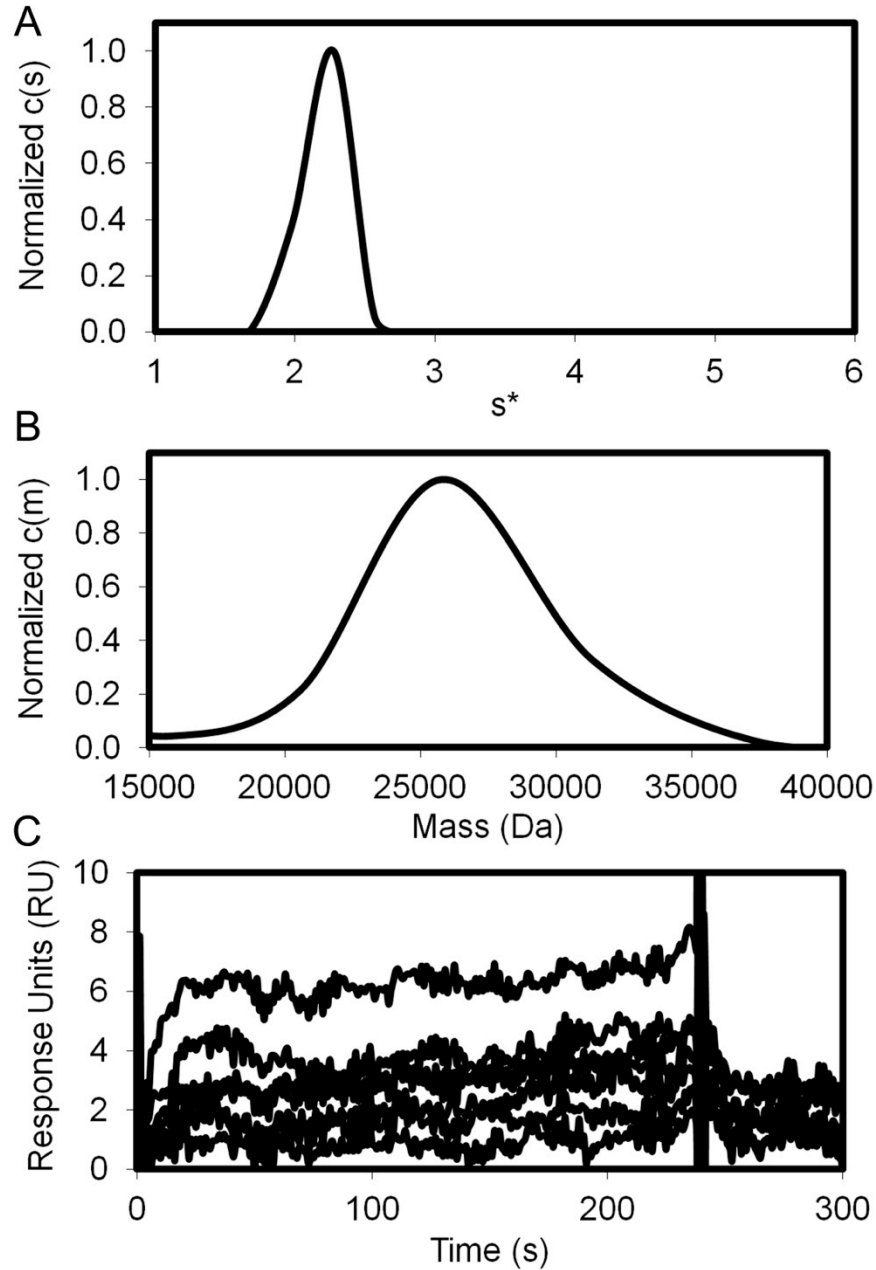 A
Normalized c(s)
1.0
0.8
0.6
0.4
0.2
0.0
1 2 3 4 5 6
s*
B
Normalized c(m)
1.0
0.8
0.6
0.4
0.2
0.0
15000 20000 25000 30000 35000 40000
Mass (Da)
C
Response Units (RU)
10
8
6
4
2
0
0 100 200 300
Time (s)